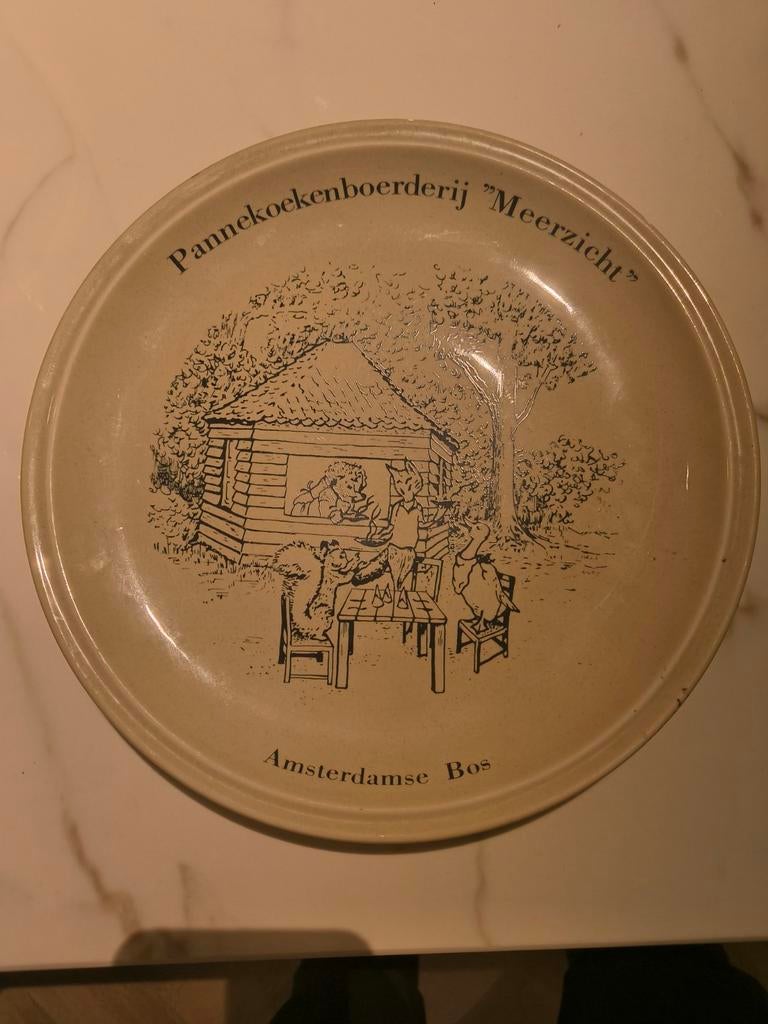 Pannekoekenboerderij ”Meerzicht”
Amsterdamse Bos